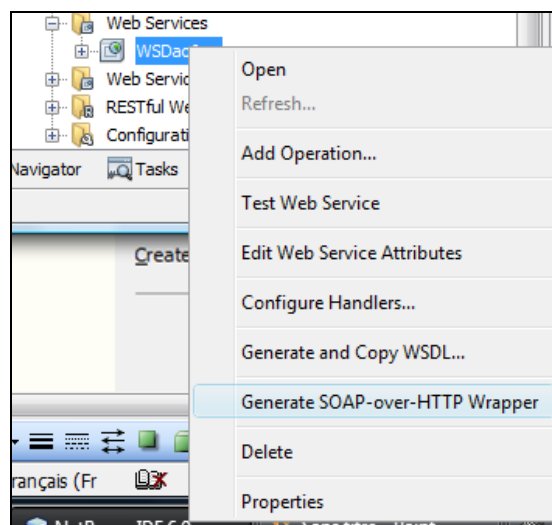 Web Services
WSDac
Web Servic
RESTful We
Configurati
Navigator
Tasks
Create
Open
Refresh...
Add Operation...
Test Web Service
Edit Web Service Attributes
Configure Handlers...
Generate and Copy WSDL...
Generate SOAP-over-HTTP Wrapper
Delete
Properties
rançais (Fr